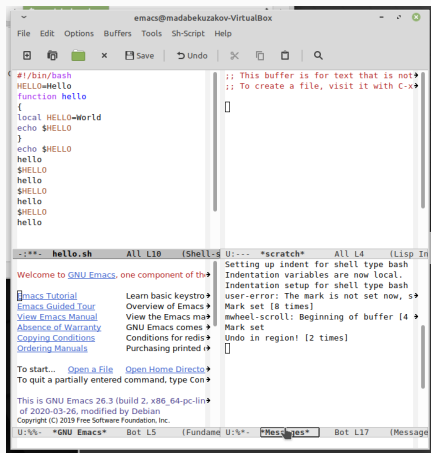 emacs@madabekuzakov-VirtualBox
File Edit Options Buffers Tools Sh-Script Help
Save Undo
#!/bin/bash
HELLO=Hello
function hello
{
local HELLO=World
echo $HELLO
}
echo $HELLO
hello
$HELLO
hello
$HELLO
hello
$HELLO
hello
-:**- hello.sh All L10 (Shell-s
;; This buffer is for text that is not
;; To create a file, visit it with C-x
U:--- *scratch* All L4 (Lisp In
Welcome to GNU Emacs, one component of the
Emacs Tutorial Learn basic keystro
Emacs Guided Tour Overview of Emacs
View Emacs Manual View the Emacs ma
Absence of Warranty GNU Emacs comes
Copying Conditions Conditions for redis
Ordering Manuals Purchasing printed
To start... Open a File Open Home Directo
To quit a partially entered command, type Con
This is GNU Emacs 26.3 (build 2, x86_64-pc-lin
of 2020-03-26, modified by Debian
Copyright (C) 2019 Free Software Foundation, Inc.
U:%%- *GNU Emacs* Bot L5 (Fundame
Setting up indent for shell type bash
Indentation variables are now local.
Indentation setup for shell type bash
user-error: The mark is not set now, s
Mark set [8 times]
mwheel-scroll: Beginning of buffer [4
Mark set
Undo in region! [2 times]
U:%*- *Messages* Bot L17 (Message